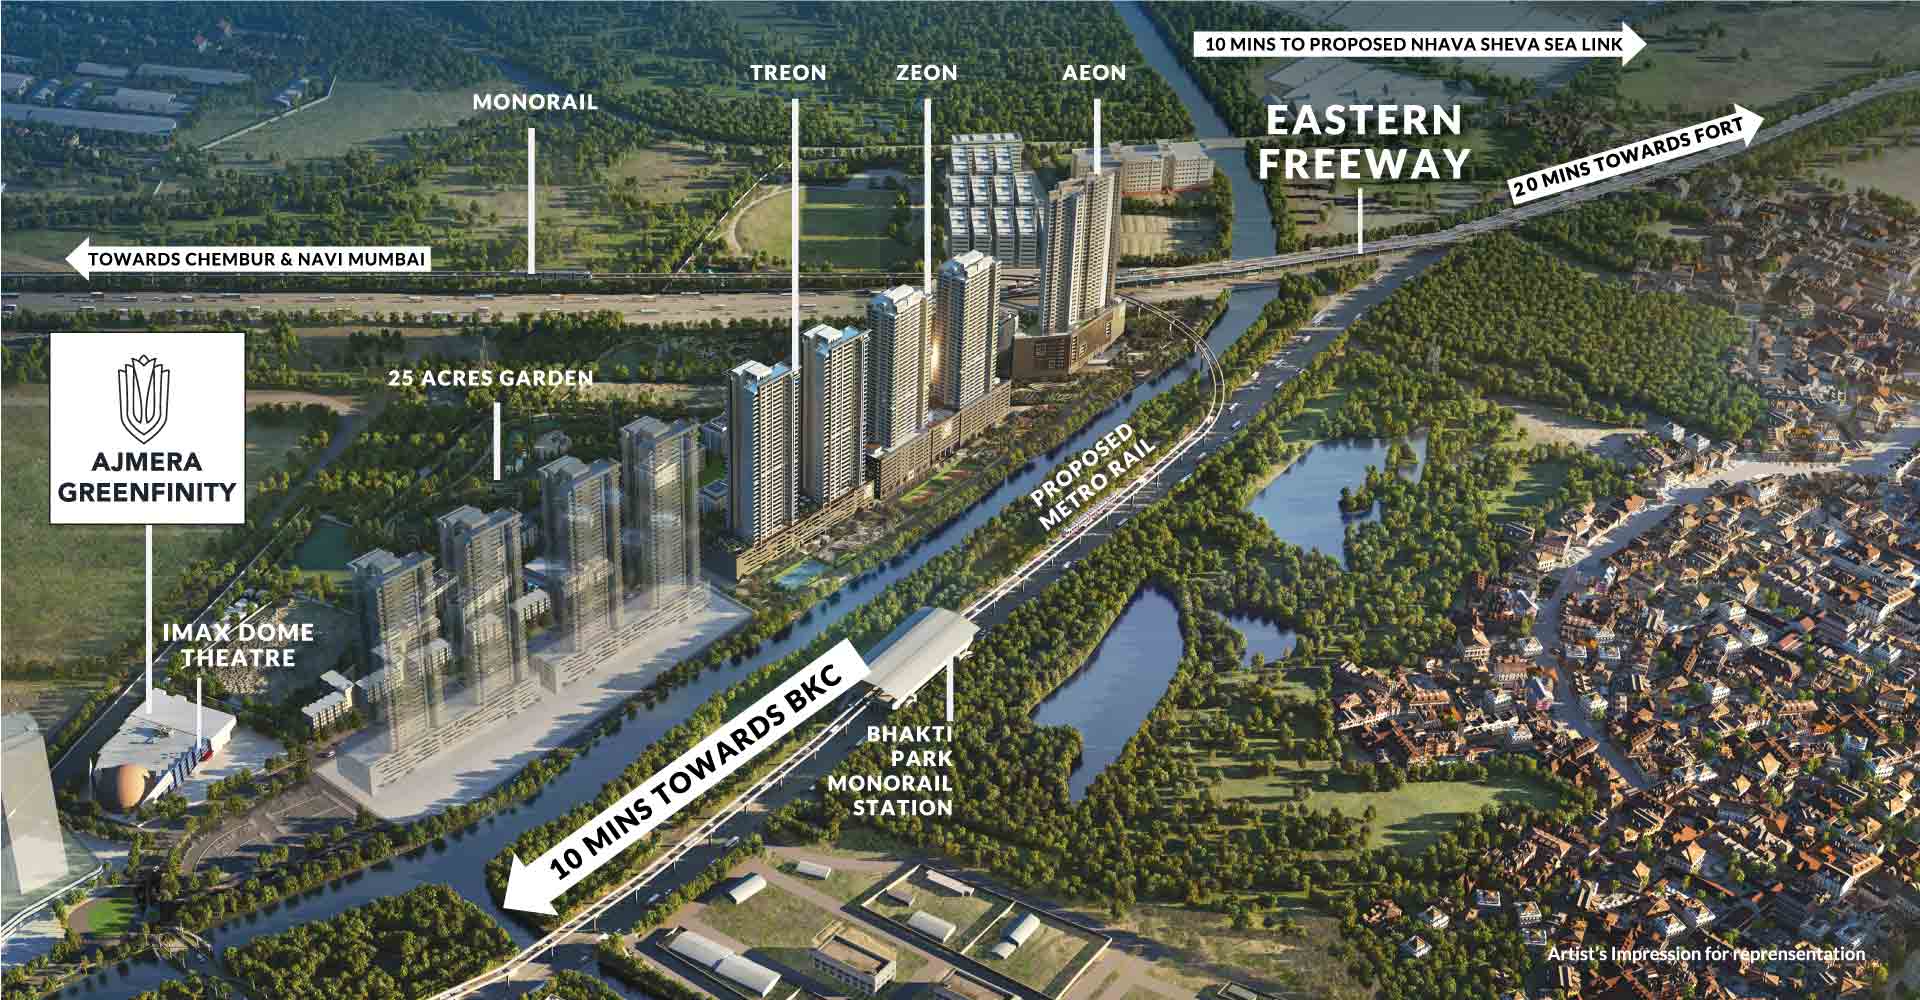 10 MINS TO PROPOSED NHAVA SHEVA SEA LINK
TREON
ZEON
AEON
MONORAIL
EASTERN
FREEWAY
20 MINS TOWARDS FORT
TOWARDS CHEMBUR & NAVI MUMBAI
25 ACRES GARDEN
AJMERA
GREENFINITY
PROPOSED
METRO RAIL
IMAX DOME
THEATRE
10 MINS TOWARDS BKC
BHAKTI
PARK
MONORAIL
STATION
Artist's Impression for reprensentation